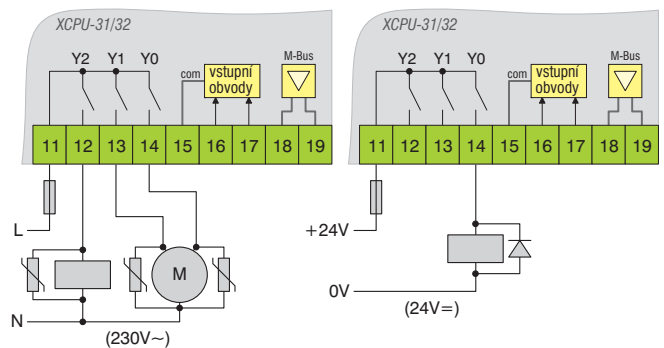 XCPU-31/32
Y2 Y1 Y0
com
vstupní
obvody
M-Bus
11 12 13 14 15 16 17 18 19
L
M
N
(230V~)
XCPU-31/32
Y2 Y1 Y0
com
vstupní
obvody
M-Bus
11 12 13 14 15 16 17 18 19
+24V
0V
(24V=)